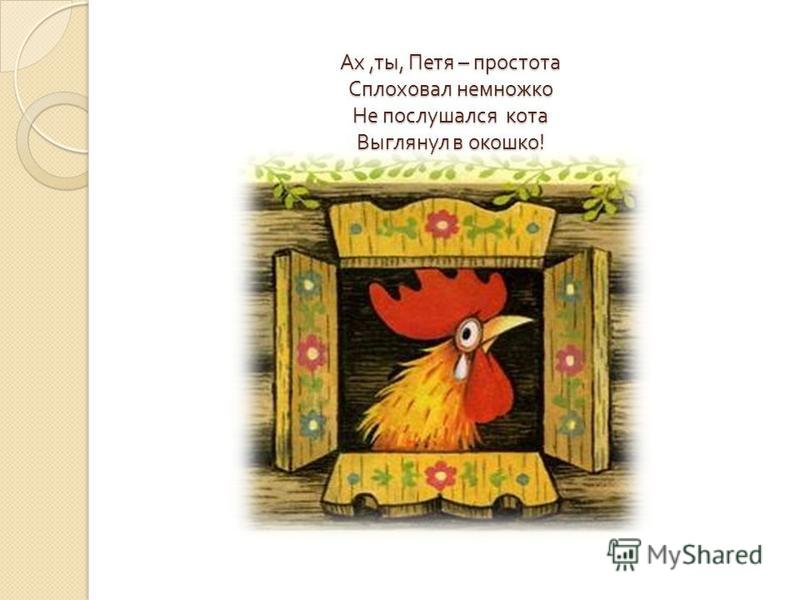 Ах ,ты, Петя – простота
Сплоховал немножко
Не послушался кота
Выглянул в окошко!
MyShared